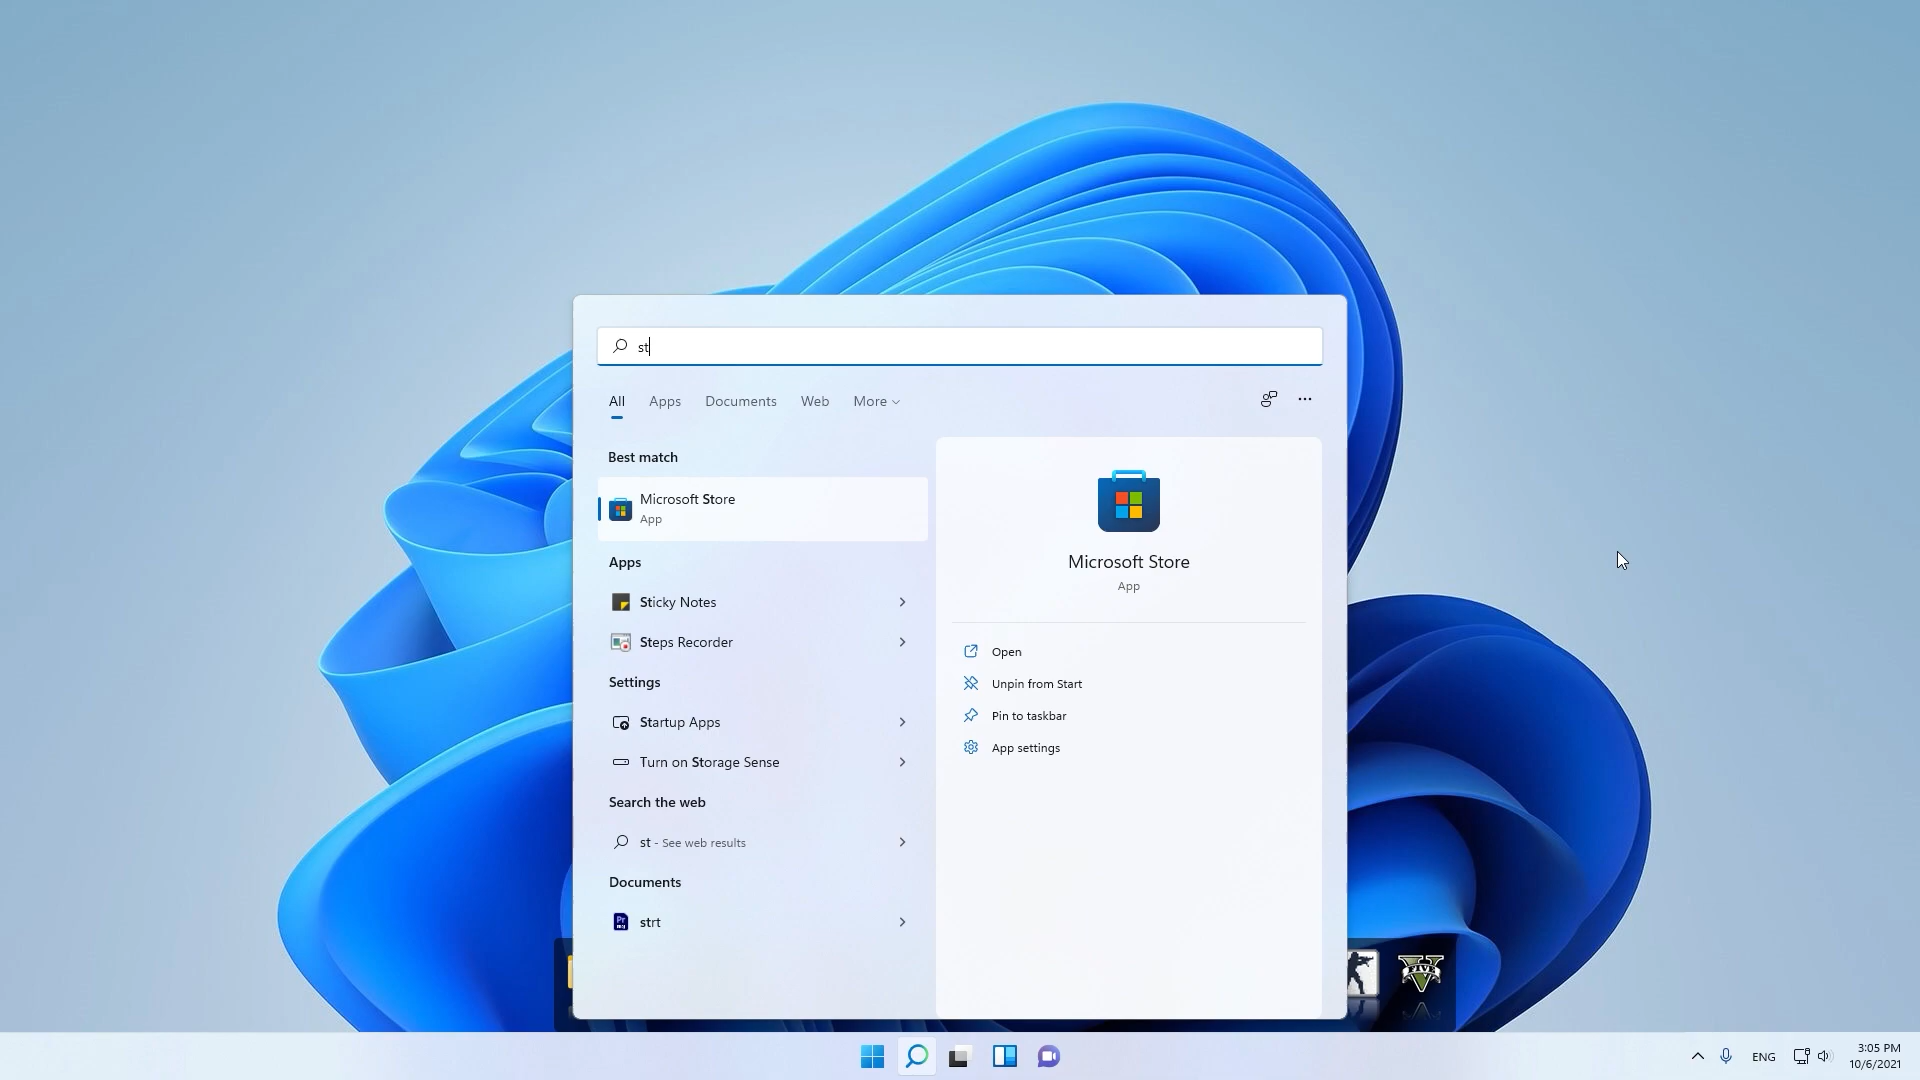 st
All Apps Documents Web More
Best match
Microsoft Store
App
Apps
Sticky Notes
Steps Recorder
Settings
Startup Apps
Turn on Storage Sense
Search the web
st - See web results
Documents
Pr
strt
Microsoft Store
App
Open
Unpin from Start
Pin to taskbar
App settings
FIVE
ENG
3:05 PM
10/6/2021